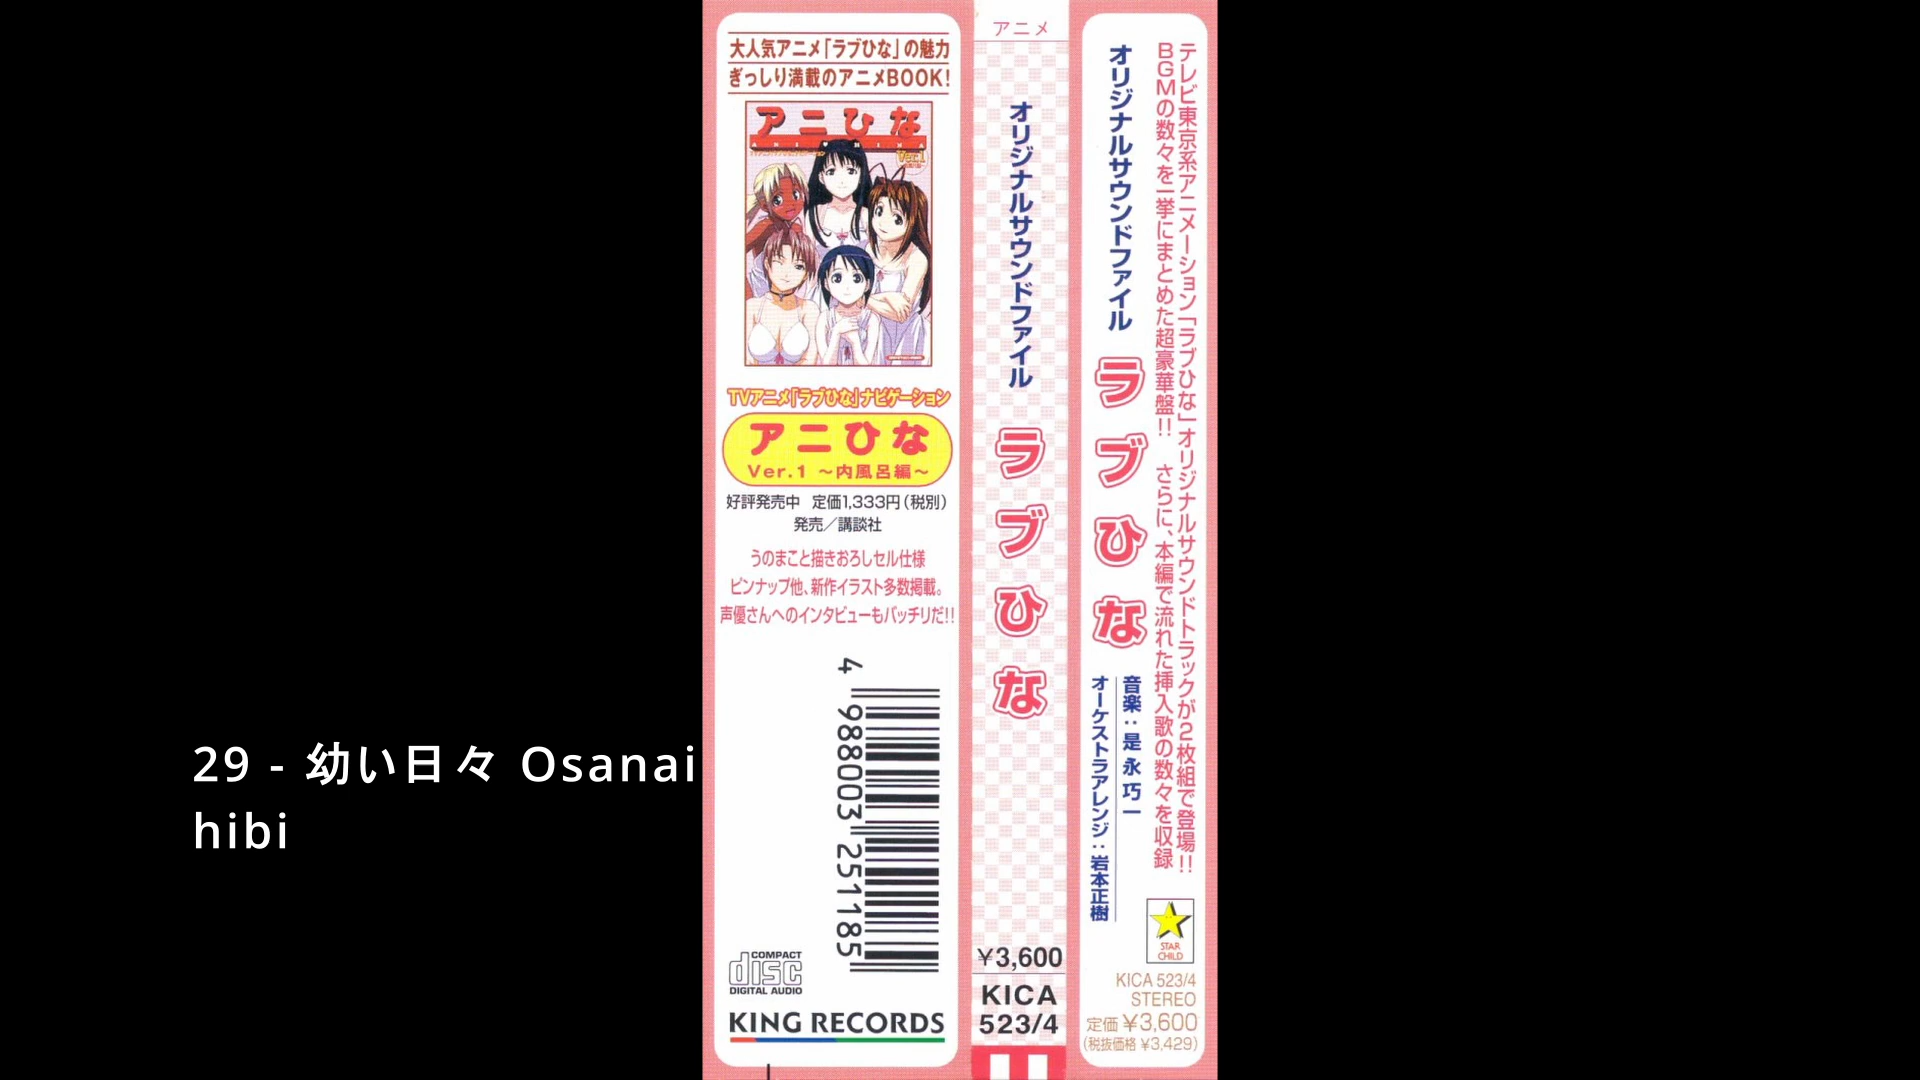 29 - 幼い日々 Osanai
hibi
大人気アニメ「ラブひな」の魅力
ぎっしり満載のアニメBOOK!
アニひな
ANI♥HINA
Ver.1
TVアニメ「ラブひな」ナビゲーション
アニひな
Ver.1 ～内風呂編～
好評発売中 定価1,333円(税別)
発売／講談社
うのまこと描きおろしセル仕様
ピンナップ他、新作イラスト多数掲載。
声優さんへのインタビューもバッチリだ!!
4 988003 251185
COMPACT
disc
DIGITAL AUDIO
KING RECORDS
アニメ
オリジナルサウンドファイル
ラブひな
¥3,600
KICA
523/4
テレビ東京系アニメーション「ラブひな」オリジナルサウンドトラックが2枚組で登場!!
BGMの数々を一挙にまとめた超豪華盤!! さらに、本編で流れた挿入歌の数々を収録
オリジナルサウンドファイル
ラブひな
音楽：是永巧一
オーケストラアレンジ：岩本正樹
STAR
CHILD
KICA 523/4
STEREO
定価 ¥3,600
(税抜価格 ¥3,429)